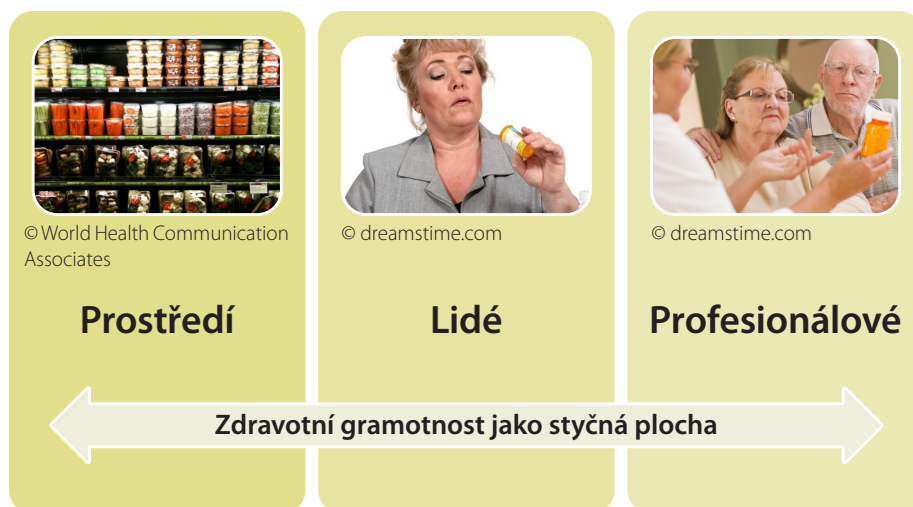 © World Health Communication
Associates
© dreamstime.com
© dreamstime.com
Prostředí
Lidé
Profesionálové
Zdravotní gramotnost jako styčná plocha